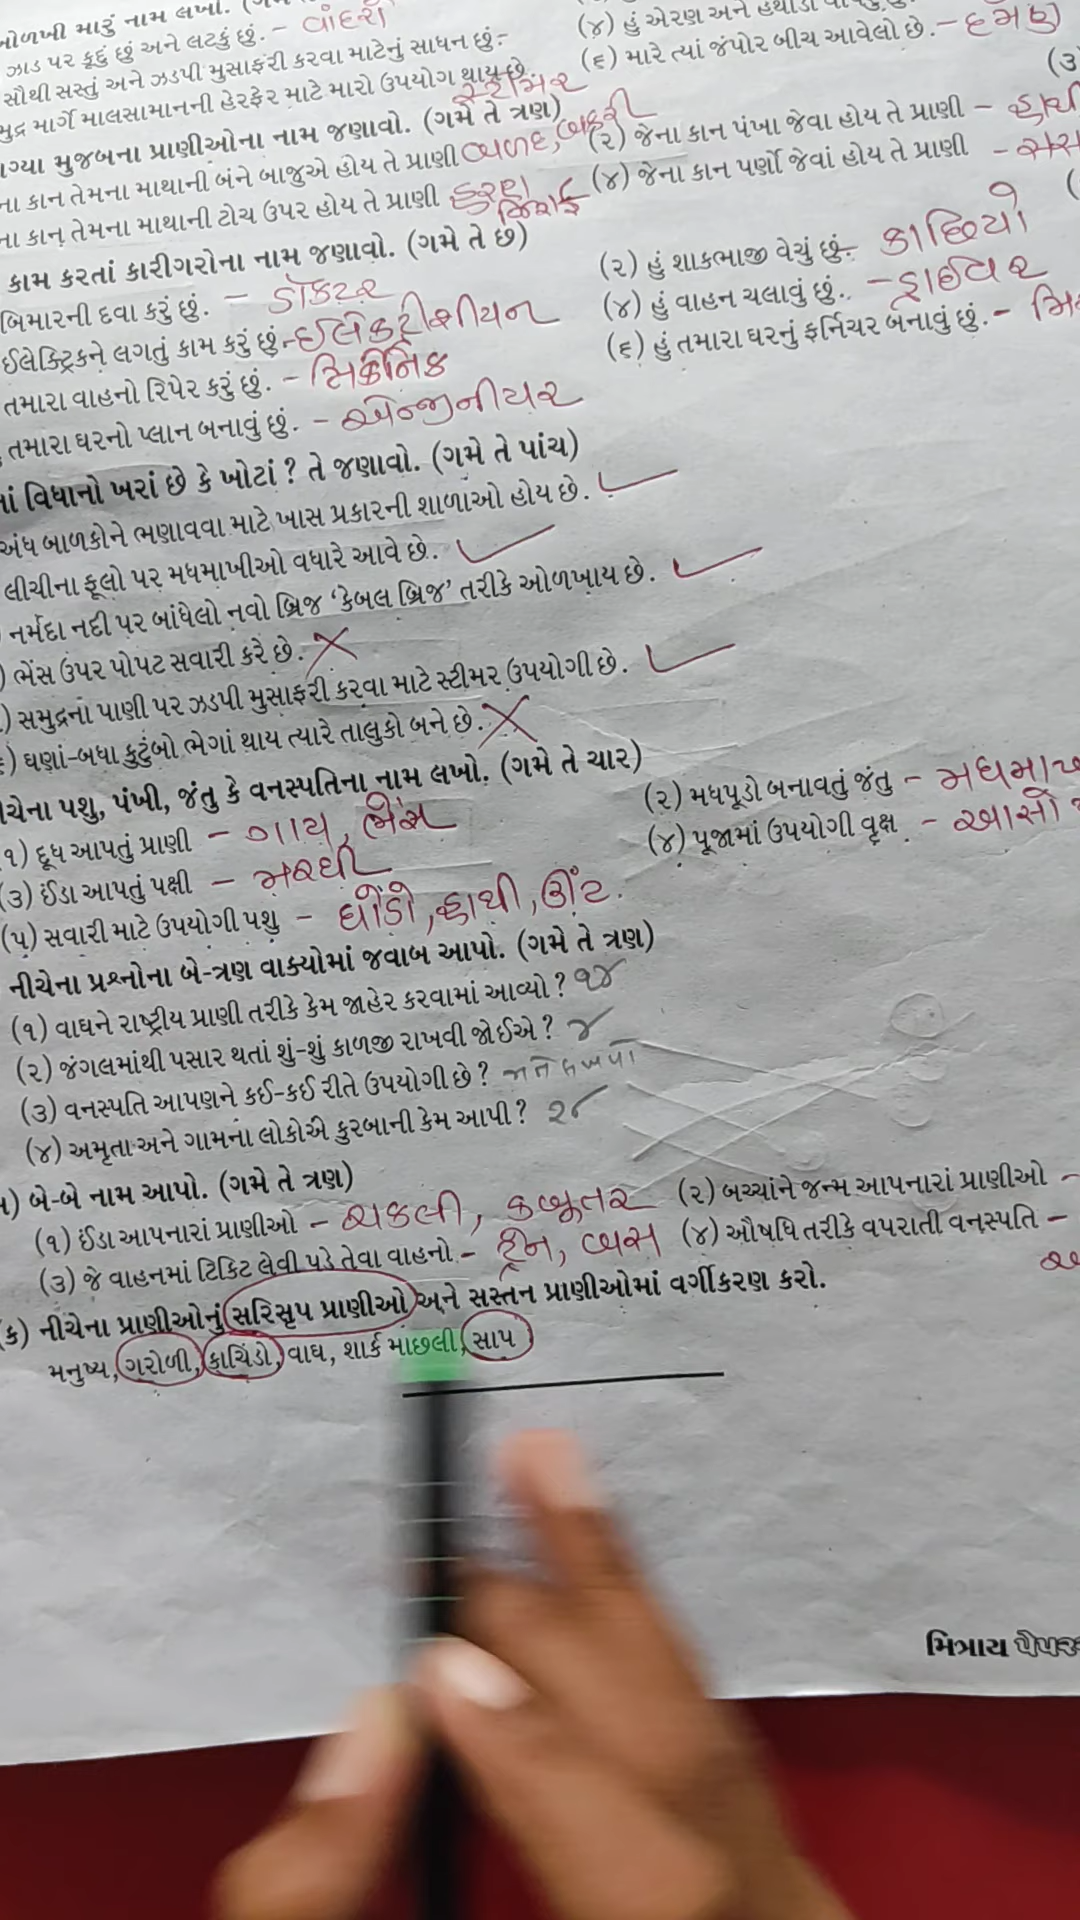 ઓળખી મારું નામ લખો.
ઝાડ પર કૂદું છું અને લટકું છું. - વાંદરો
(૪) હું એરણ અને હથોડી
સૌથી સસ્તું અને ઝડપી મુસાફરી કરવા માટેનું સાધન છું:-
(૬) મારે ત્યાં જંપોર બીચ આવેલો છે. - દમણ
મુદ્ર માર્ગે માલસામાનની હેરફેર માટે મારો ઉપયોગ થાય છે. સ્ટીમર
(૩
ગ્યા મુજબના પ્રાણીઓના નામ જણાવો. (ગમે તે ત્રણ)
ના કાન તેમના માથાની બંને બાજુએ હોય તે પ્રાણી બળદ, બકરી
(૨) જેના કાન પંખા જેવા હોય તે પ્રાણી - હાથી
ના કાન તેમના માથાની ટોચ ઉપર હોય તે પ્રાણી હરણ જિરાફ
(૪) જેના કાન પર્ણો જેવાં હોય તે પ્રાણી - સસ
કામ કરતાં કારીગરોના નામ જણાવો. (ગમે તે છ)
બિમારની દવા કરું છું. - ડૉક્ટર
(૨) હું શાકભાજી વેચું છું. - કાછિયો
ઈલેક્ટ્રિકને લગતું કામ કરું છું. - ઈલેક્ટ્રીશીયન
(૪) હું વાહન ચલાવું છું. - ડ્રાઈવર
તમારા વાહનો રિપેર કરું છું. - મિકેનિક
(૬) હું તમારા ઘરનું ફર્નિચર બનાવું છું. - મિ
તમારા ઘરનો પ્લાન બનાવું છું. - એન્જીનીયર
નાં વિધાનો ખરાં છે કે ખોટાં ? તે જણાવો. (ગમે તે પાંચ)
અંધ બાળકોને ભણાવવા માટે ખાસ પ્રકારની શાળાઓ હોય છે. ✓
લીચીના ફૂલો પર મધમાખીઓ વધારે આવે છે. ✓
નર્મદા નદી પર બાંધેલો નવો બ્રિજ 'કેબલ બ્રિજ' તરીકે ઓળખાય છે. ✓
) ભેંસ ઉપર પોપટ સવારી કરે છે. ✗
) સમુદ્રનાં પાણી પર ઝડપી મુસાફરી કરવા માટે સ્ટીમર ઉપયોગી છે. ✓
) ઘણાં-બધા કુટુંબો ભેગાં થાય ત્યારે તાલુકો બને છે. ✗
ચેના પશુ, પંખી, જંતુ કે વનસ્પતિના નામ લખો. (ગમે તે ચાર)
૧) દૂધ આપતું પ્રાણી - ગાય, ભેંસ
(૨) મધપૂડો બનાવતું જંતુ - મધમાખ
(૩) ઈંડા આપતું પક્ષી - મરઘી
(૪) પૂજામાં ઉપયોગી વૃક્ષ - આસો
(૫) સવારી માટે ઉપયોગી પશુ - ઘોડો, હાથી, ઊંટ.
નીચેના પ્રશ્નોના બે-ત્રણ વાક્યોમાં જવાબ આપો. (ગમે તે ત્રણ)
(૧) વાઘને રાષ્ટ્રીય પ્રાણી તરીકે કેમ જાહેર કરવામાં આવ્યો ?
(૨) જંગલમાંથી પસાર થતાં શું-શું કાળજી રાખવી જોઈએ ?
(૩) વનસ્પતિ આપણને કઈ-કઈ રીતે ઉપયોગી છે ?
(૪) અમૃતા અને ગામના લોકોએ કુરબાની કેમ આપી ?
) બે-બે નામ આપો. (ગમે તે ત્રણ)
(૧) ઈંડા આપનારાં પ્રાણીઓ - ચકલી, કબૂતર
(૨) બચ્ચાંને જન્મ આપનારાં પ્રાણીઓ -
(૩) જે વાહનમાં ટિકિટ લેવી પડે તેવા વાહનો - ટ્રેન, બસ
(૪) ઔષધિ તરીકે વપરાતી વનસ્પતિ -
ક) નીચેના પ્રાણીઓનું સરિસૃપ પ્રાણીઓ અને સસ્તન પ્રાણીઓમાં વર્ગીકરણ કરો.
મનુષ્ય, ગરોળી, કાચિંડો, વાઘ, શાર્ક માછલી, સાપ
મિત્રાય પેપર